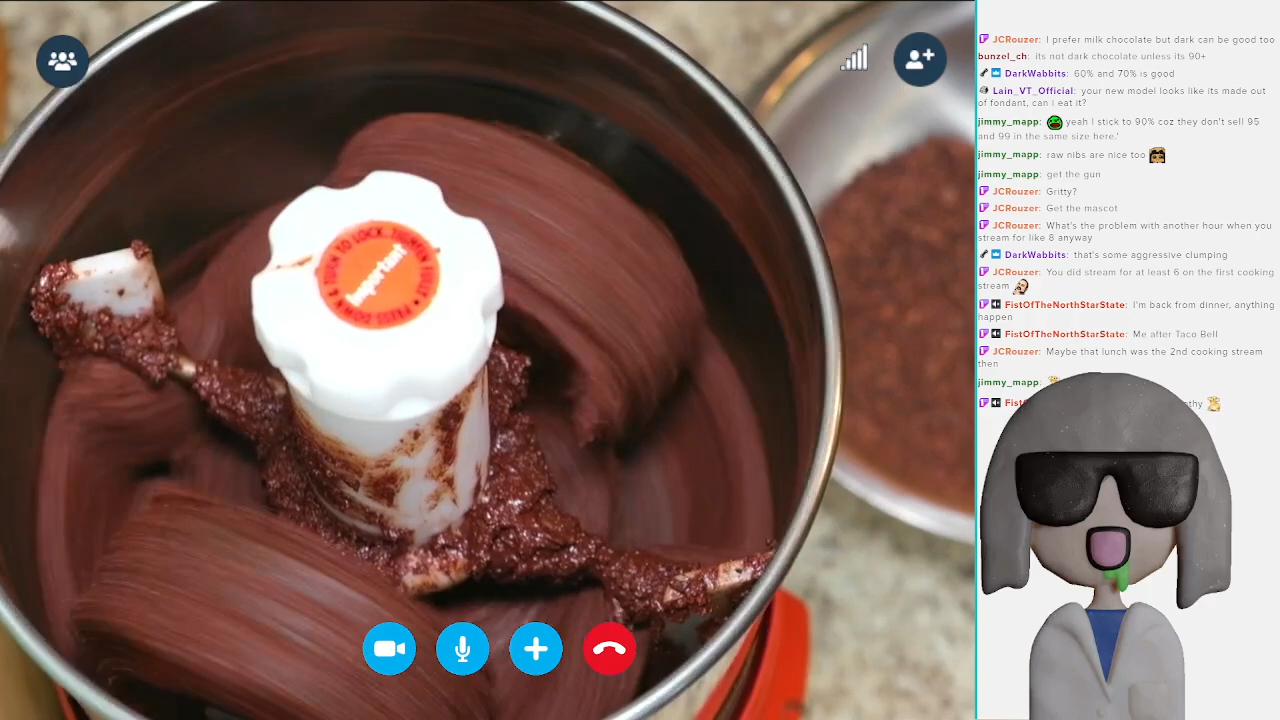 TOUCH TO LOCK
Important
PRESS DOWN &
JCRouzer: I prefer milk chocolate but dark can be good too
bunzel_ch: its not dark chocolate unless its 90+
DarkWabbits: 60% and 70% is good
Lain_VT_Official: your new model looks like its made out
of fondant, can I eat it?
jimmy_mapp: yeah I stick to 90% coz they don't sell 95
and 99 in the same size here.'
jimmy_mapp: raw nibs are nice too
jimmy_mapp: get the gun
JCRouzer: Gritty?
JCRouzer: Get the mascot
JCRouzer: What's the problem with another hour when you
stream for like 8 anyway
DarkWabbits: that's some aggressive clumping
JCRouzer: You did stream for at least 6 on the first cooking
stream
FistOfTheNorthStarState: I'm back from dinner, anything
happen
FistOfTheNorthStarState: Me after Taco Bell
JCRouzer: Maybe that lunch was the 2nd cooking stream
then
jimmy_mapp: